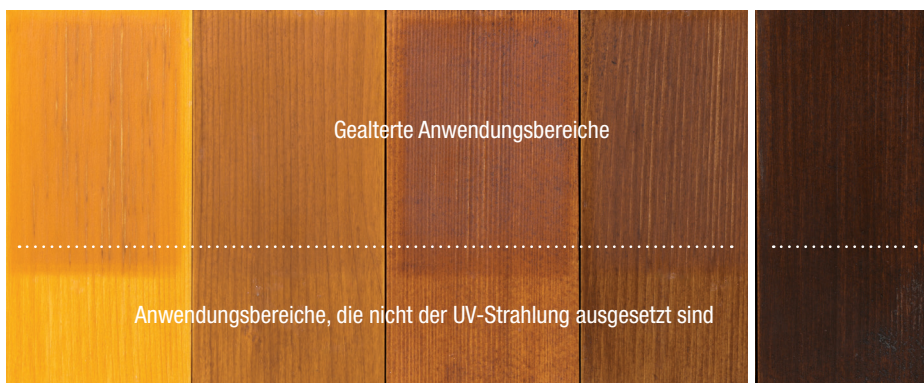 Gealterte Anwendungsbereiche
Anwendungsbereiche, die nicht der UV-Strahlung ausgesetzt sind